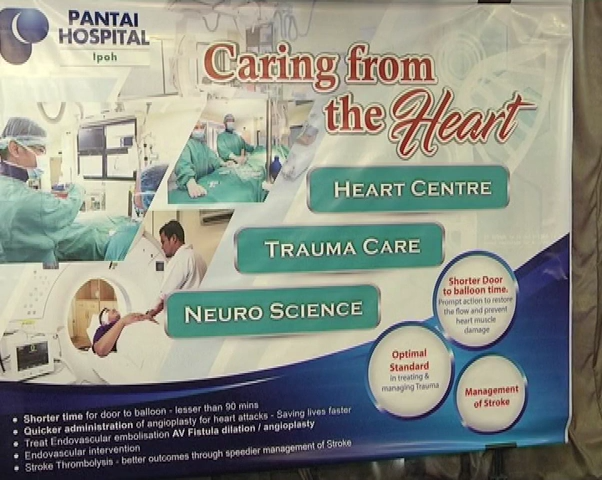 PANTAI
HOSPITAL
Ipoh
Caring from
the Heart
HEART CENTRE
TRAUMA CARE
NEURO SCIENCE
Shorter Door
to balloon time.
Prompt action to restore
the flow and prevent
heart muscle
damage
Optimal
Standard
in treating &
managing Trauma
Management
of Stroke
• Shorter time for door to balloon - lesser than 90 mins
• Quicker administration of angioplasty for heart attacks - Saving lives faster
• Treat Endovascular embolisation AV Fistula dilation / angioplasty
• Endovascular intervention
• Stroke Thrombolysis - better outcomes through speedier management of Stroke